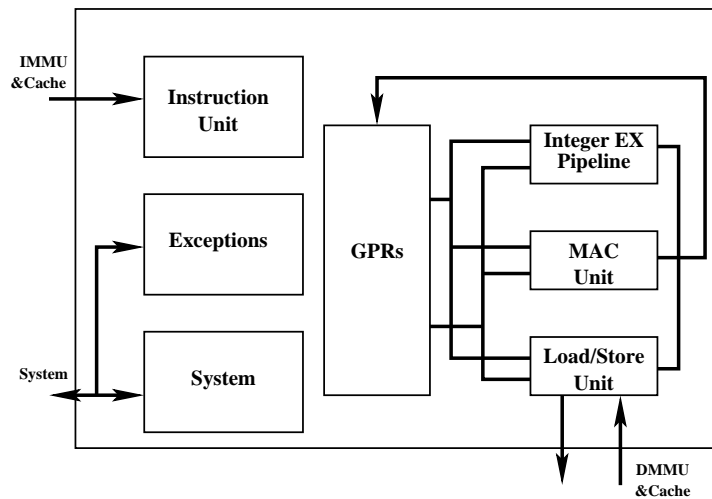 IMMU
&Cache
Instruction
Unit
Exceptions
System
System
GPRs
Integer EX
Pipeline
MAC
Unit
Load/Store
Unit
DMMU
&Cache